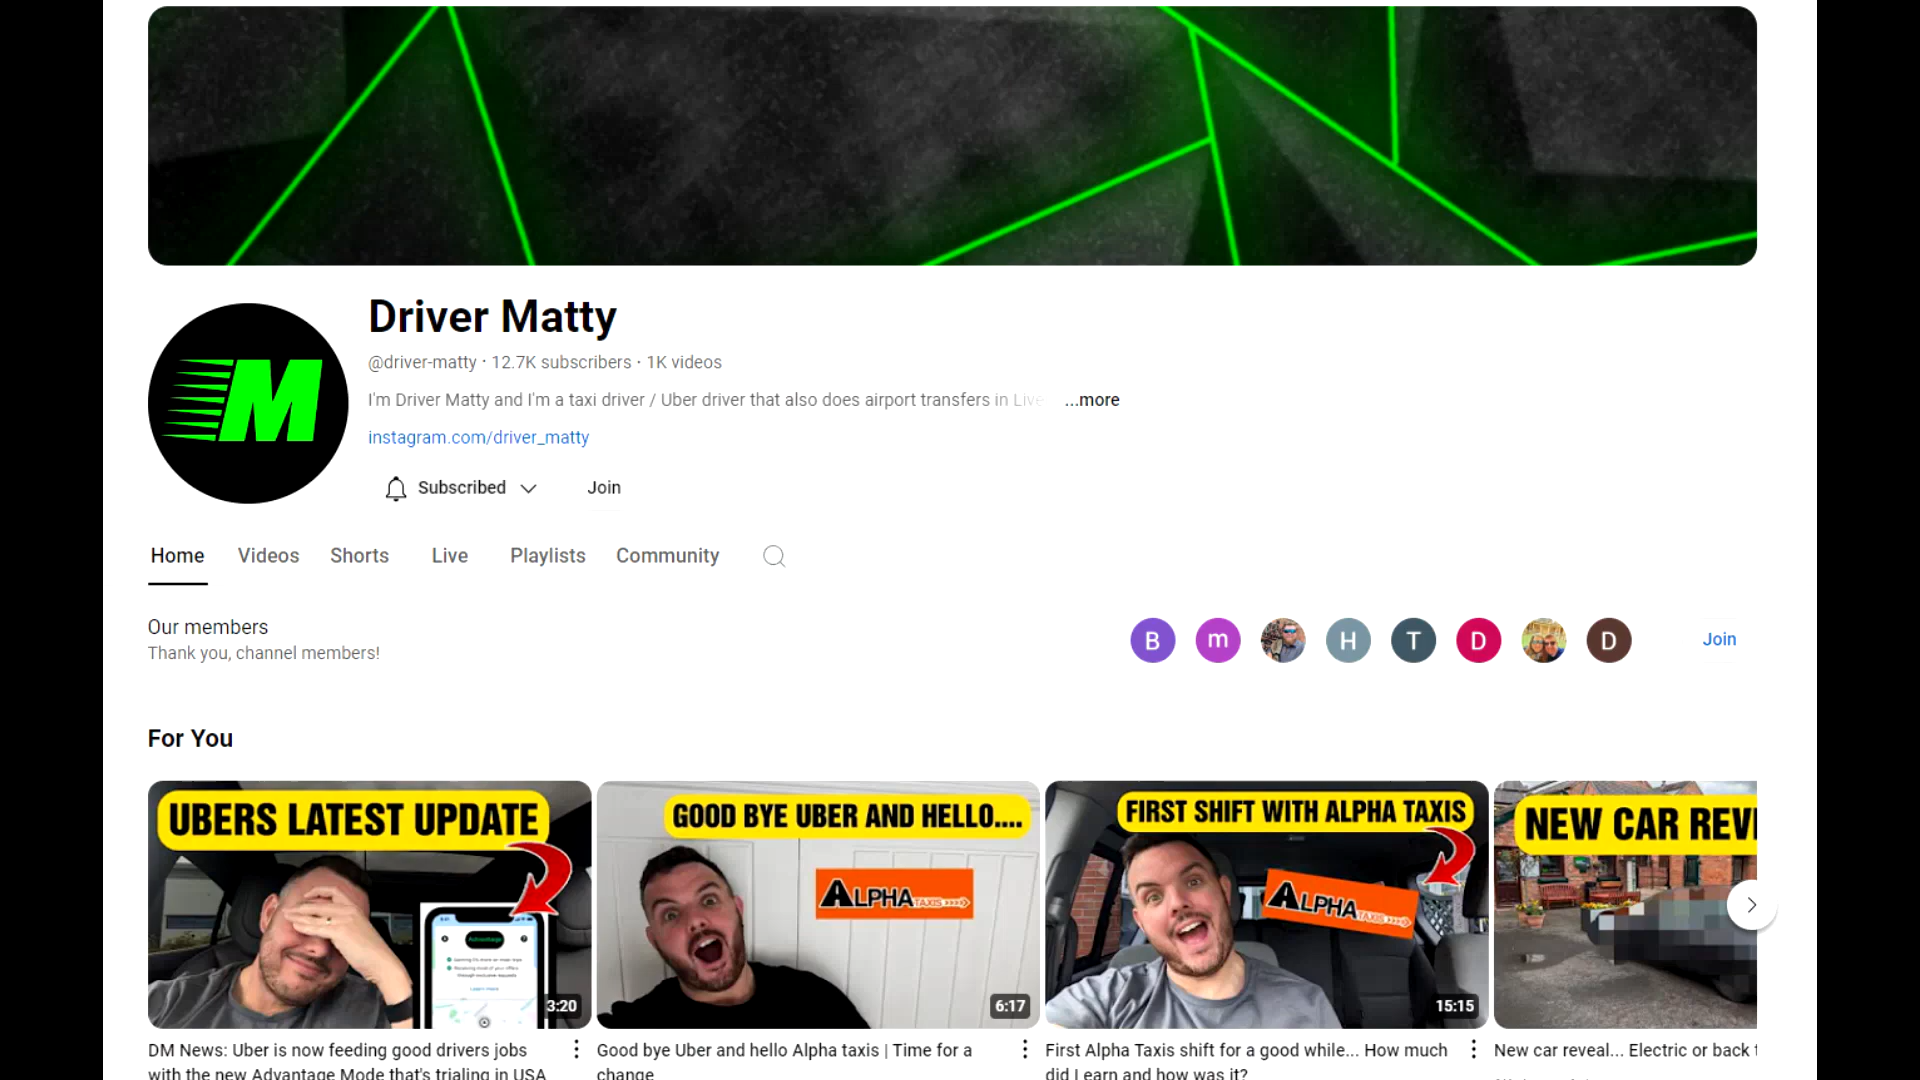 M
Driver Matty
@driver-matty · 12.7K subscribers · 1K videos
I'm Driver Matty and I'm a taxi driver / Uber driver that also does airport transfers in Live ...more
instagram.com/driver_matty
Subscribed Join
Home Videos Shorts Live Playlists Community
Our members
Thank you, channel members!
B m H T D D Join
For You
UBERS LATEST UPDATE
Advantage
Learn more
3:20
GOOD BYE UBER AND HELLO....
ALPHA TAXIS
6:17
FIRST SHIFT WITH ALPHA TAXIS
ALPHA TAXIS
15:15
NEW CAR REV
DM News: Uber is now feeding good drivers jobs
with the new Advantage Mode that's trialing in USA
Good bye Uber and hello Alpha taxis | Time for a
change
First Alpha Taxis shift for a good while... How much
did I earn and how was it?
New car reveal... Electric or back